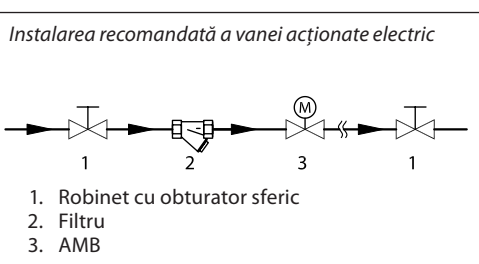 Instalarea recomandată a vanei acționate electric
M
1 2 3 1
1. Robinet cu obturator sferic
2. Filtru
3. AMB